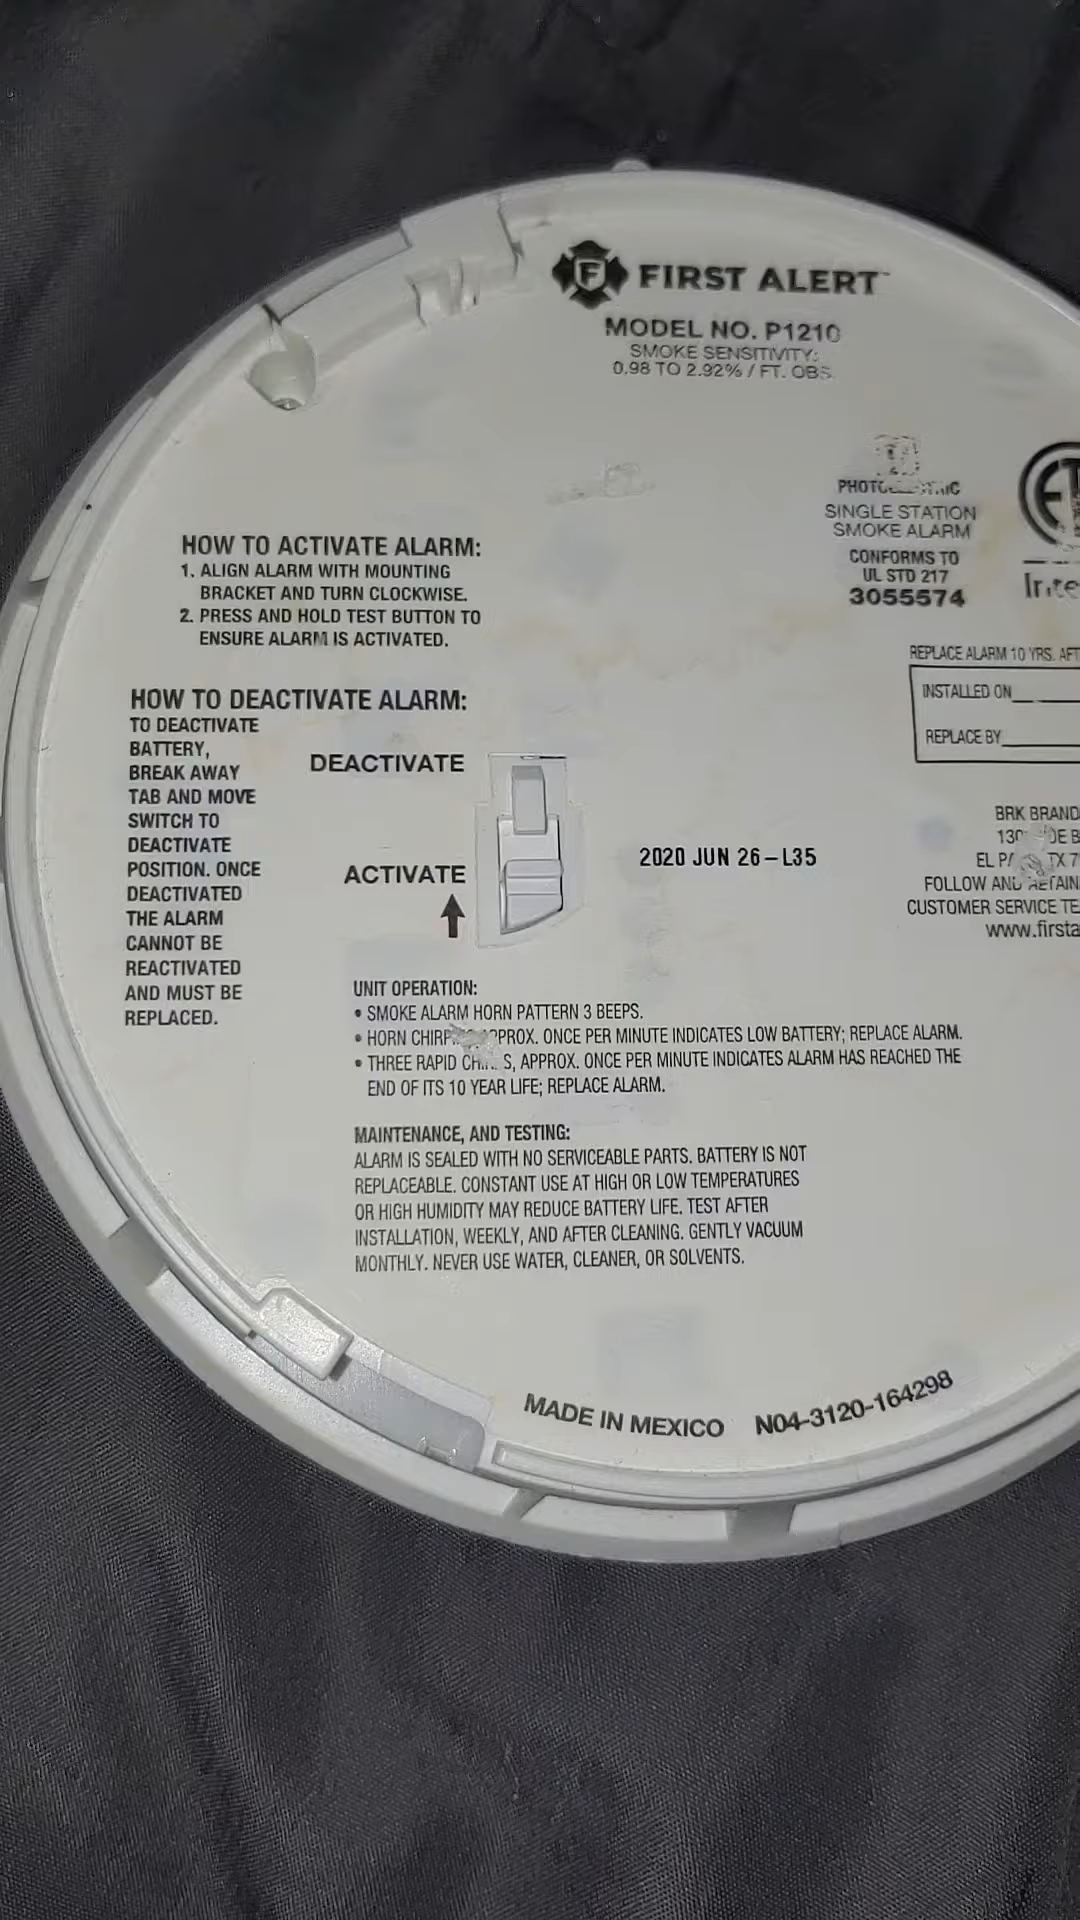 FIRST ALERT™
MODEL NO. P1210
SMOKE SENSITIVITY:
0.98 TO 2.92% / FT. OBS.
SINGLE STATION
SMOKE ALARM
CONFORMS TO
UL STD 217
3055574
HOW TO ACTIVATE ALARM:
1. ALIGN ALARM WITH MOUNTING
BRACKET AND TURN CLOCKWISE.
2. PRESS AND HOLD TEST BUTTON TO
ENSURE ALARM IS ACTIVATED.
REPLACE ALARM 10 YRS.
INSTALLED ON
REPLACE BY
HOW TO DEACTIVATE ALARM:
TO DEACTIVATE
BATTERY,
BREAK AWAY
TAB AND MOVE
SWITCH TO
DEACTIVATE
POSITION. ONCE
DEACTIVATED
THE ALARM
CANNOT BE
REACTIVATED
AND MUST BE
REPLACED.
DEACTIVATE
ACTIVATE
2020 JUN 26-L35
BRK BRAND
EL
FOLLOW AND
CUSTOMER SERVICE
www.firsta
UNIT OPERATION:
• SMOKE ALARM HORN PATTERN 3 BEEPS.
• HORN APPROX. ONCE PER MINUTE INDICATES LOW BATTERY; REPLACE ALARM.
• THREE RAPID APPROX. ONCE PER MINUTE INDICATES ALARM HAS REACHED THE
END OF ITS 10 YEAR LIFE; REPLACE ALARM.
MAINTENANCE, AND TESTING:
ALARM IS SEALED WITH NO SERVICEABLE PARTS. BATTERY IS NOT
REPLACEABLE. CONSTANT USE AT HIGH OR LOW TEMPERATURES
OR HIGH HUMIDITY MAY REDUCE BATTERY LIFE. TEST AFTER
INSTALLATION, WEEKLY, AND AFTER CLEANING. GENTLY VACUUM
MONTHLY. NEVER USE WATER, CLEANER, OR SOLVENTS.
MADE IN MEXICO N04-3120-164298